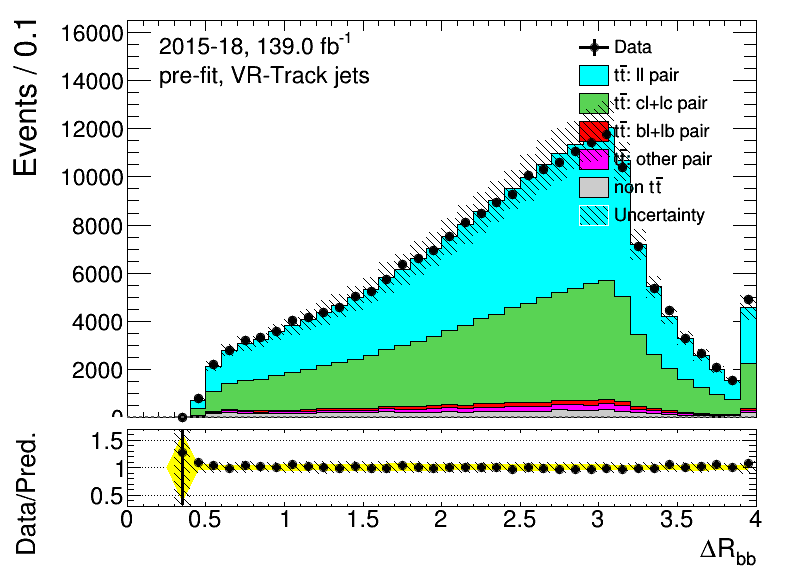 Events / 0.1
16000
14000
12000
10000
8000
6000
4000
2000
0
2015-18, 139.0 fb⁻¹
pre-fit, VR-Track jets
Data
tt̄: ll pair
tt̄: cl+lc pair
tt̄: bl+lb pair
tt̄: other pair
non tt̄
Uncertainty
Data/Pred.
1.5
1
0.5
0 0.5 1 1.5 2 2.5 3 3.5 4
ΔR_bb